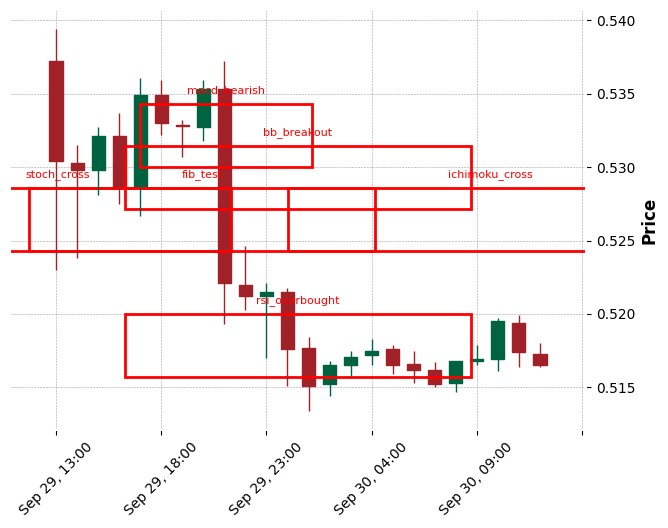 0.540
0.535
0.530
0.525
0.520
0.515
Price
macd_bearish
bb_breakout
stoch_cross
fib_test
ichimoku_cross
rsi_overbought
Sep 29, 13:00
Sep 29, 18:00
Sep 29, 23:00
Sep 30, 04:00
Sep 30, 09:00